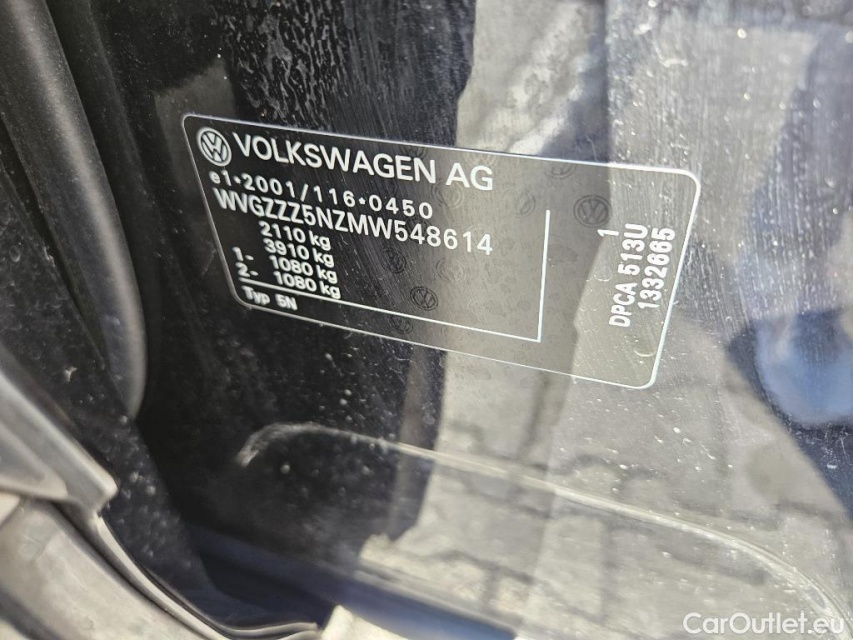 VOLKSWAGEN AG
e1*2001/116*0450
WVGZZZ5NZMW548614
2110 kg
3910 kg
1- 1080 kg
2- 1080 kg
Typ 5N
1
DPCA 513U
1332665
CarOutlet.eu